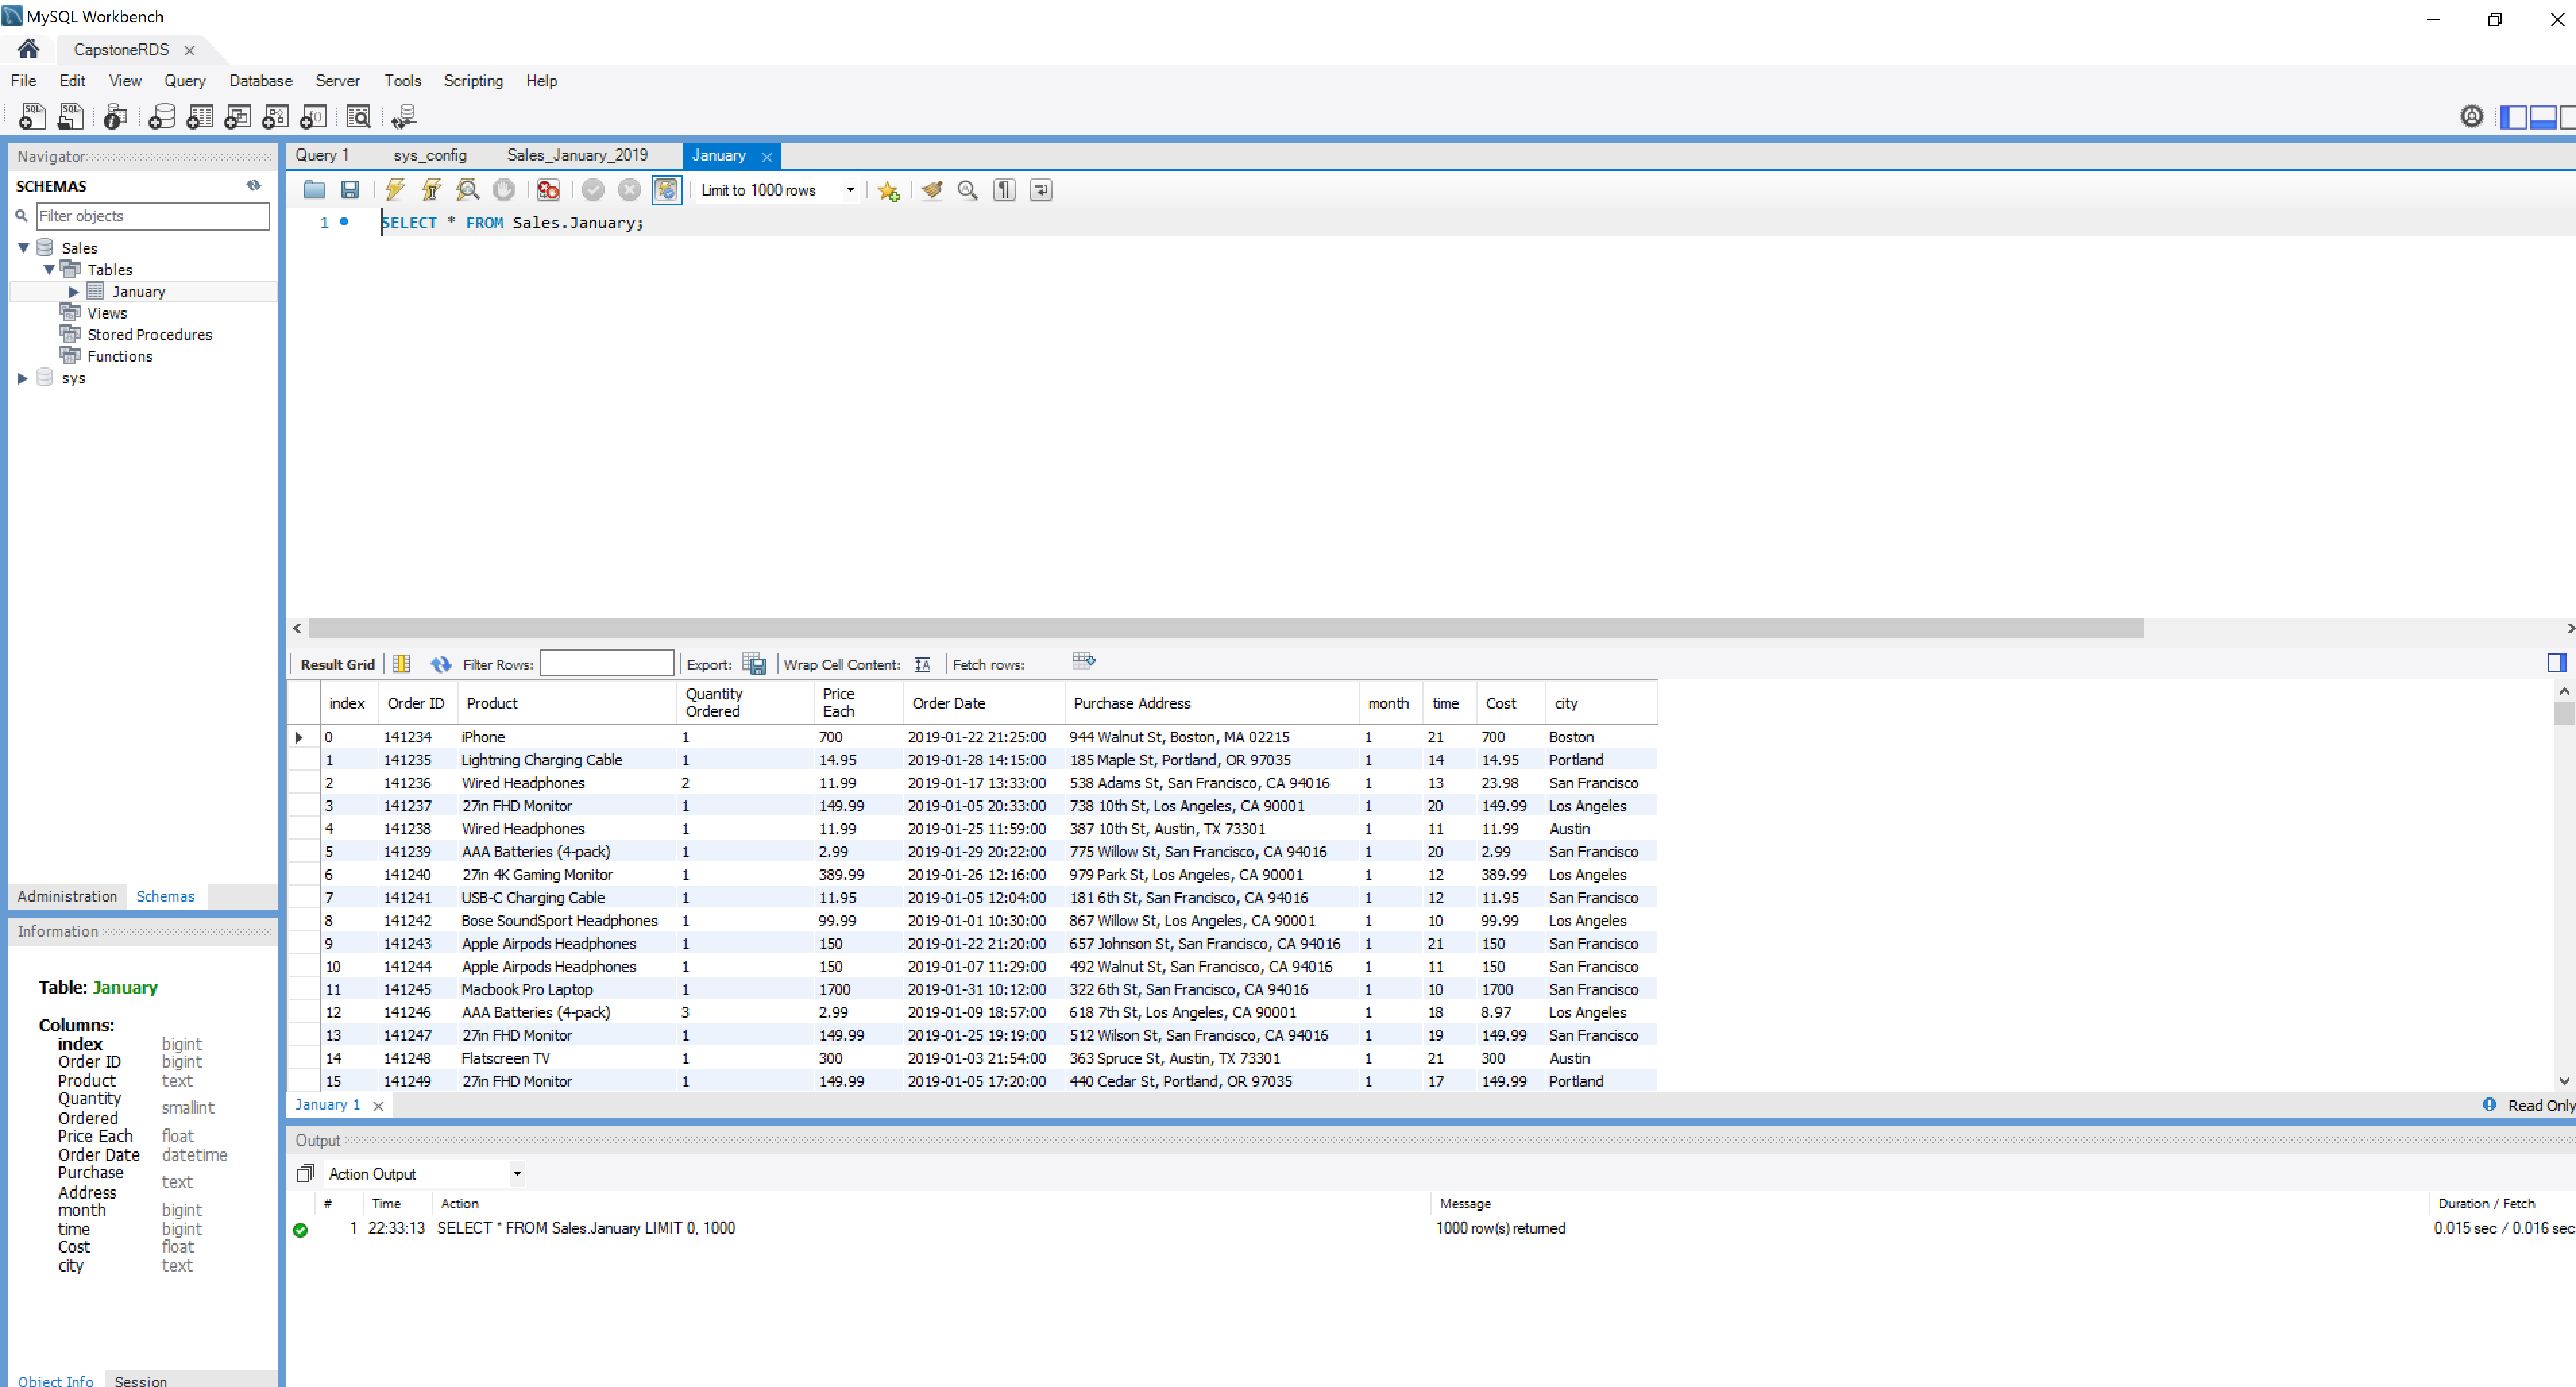 MySQL Workbench
CapstoneRDS
File Edit View Query Database Server Tools Scripting Help
Navigator
SCHEMAS
Filter objects
Sales
Tables
January
Views
Stored Procedures
Functions
sys
Administration Schemas
Information
Table: January
Columns:
index bigint
Order ID bigint
Product text
Quantity Ordered smallint
Price Each float
Order Date datetime
Purchase Address text
month bigint
time bigint
Cost float
city text
Object Info Session
Query 1 sys_config Sales_January_2019 January
Limit to 1000 rows
1 SELECT * FROM Sales.January;
Result Grid Filter Rows: Export: Wrap Cell Content: Fetch rows:
index Order ID Product Quantity Ordered Price Each Order Date Purchase Address month time Cost city
0 141234 iPhone 1 700 2019-01-22 21:25:00 944 Walnut St, Boston, MA 02215 1 21 700 Boston
1 141235 Lightning Charging Cable 1 14.95 2019-01-28 14:15:00 185 Maple St, Portland, OR 97035 1 14 14.95 Portland
2 141236 Wired Headphones 2 11.99 2019-01-17 13:33:00 538 Adams St, San Francisco, CA 94016 1 13 23.98 San Francisco
3 141237 27in FHD Monitor 1 149.99 2019-01-05 20:33:00 738 10th St, Los Angeles, CA 90001 1 20 149.99 Los Angeles
4 141238 Wired Headphones 1 11.99 2019-01-25 11:59:00 387 10th St, Austin, TX 73301 1 11 11.99 Austin
5 141239 AAA Batteries (4-pack) 1 2.99 2019-01-29 20:22:00 775 Willow St, San Francisco, CA 94016 1 20 2.99 San Francisco
6 141240 27in 4K Gaming Monitor 1 389.99 2019-01-26 12:16:00 979 Park St, Los Angeles, CA 90001 1 12 389.99 Los Angeles
7 141241 USB-C Charging Cable 1 11.95 2019-01-05 12:04:00 181 6th St, San Francisco, CA 94016 1 12 11.95 San Francisco
8 141242 Bose SoundSport Headphones 1 99.99 2019-01-01 10:30:00 867 Willow St, Los Angeles, CA 90001 1 10 99.99 Los Angeles
9 141243 Apple Airpods Headphones 1 150 2019-01-22 21:20:00 657 Johnson St, San Francisco, CA 94016 1 21 150 San Francisco
10 141244 Apple Airpods Headphones 1 150 2019-01-07 11:29:00 492 Walnut St, San Francisco, CA 94016 1 11 150 San Francisco
11 141245 Macbook Pro Laptop 1 1700 2019-01-31 10:12:00 322 6th St, San Francisco, CA 94016 1 10 1700 San Francisco
12 141246 AAA Batteries (4-pack) 3 2.99 2019-01-09 18:57:00 618 7th St, Los Angeles, CA 90001 1 18 8.97 Los Angeles
13 141247 27in FHD Monitor 1 149.99 2019-01-25 19:19:00 512 Wilson St, San Francisco, CA 94016 1 19 149.99 San Francisco
14 141248 Flatscreen TV 1 300 2019-01-03 21:54:00 363 Spruce St, Austin, TX 73301 1 21 300 Austin
15 141249 27in FHD Monitor 1 149.99 2019-01-05 17:20:00 440 Cedar St, Portland, OR 97035 1 17 149.99 Portland
January 1 Read Only
Output
Action Output
# Time Action Message Duration / Fetch
1 22:33:13 SELECT * FROM Sales.January LIMIT 0, 1000 1000 row(s) returned 0.015 sec / 0.016 sec